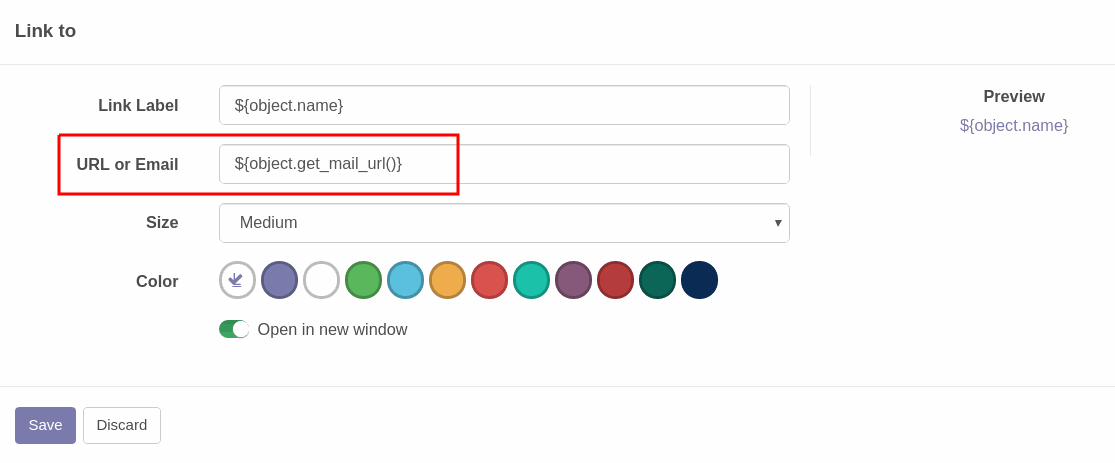 Link to
Link Label
${object.name}
Preview
${object.name}
URL or Email
${object.get_mail_url()}
Size
Medium
Color
Open in new window
Save
Discard